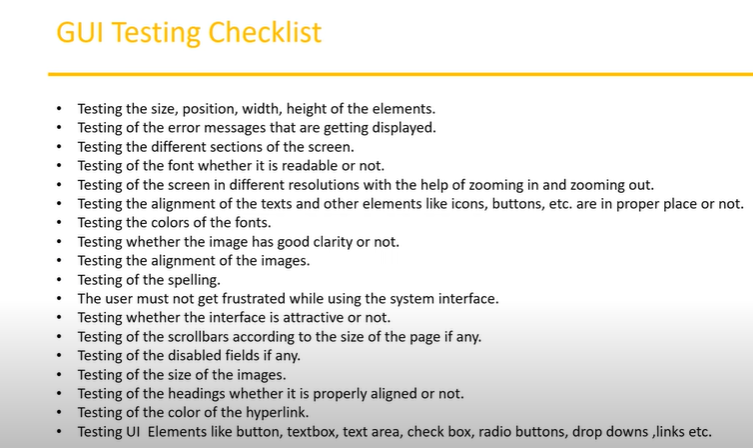 GUI Testing Checklist
• Testing the size, position, width, height of the elements.
• Testing of the error messages that are getting displayed.
• Testing the different sections of the screen.
• Testing of the font whether it is readable or not.
• Testing of the screen in different resolutions with the help of zooming in and zooming out.
• Testing the alignment of the texts and other elements like icons, buttons, etc. are in proper place or not.
• Testing the colors of the fonts.
• Testing whether the image has good clarity or not.
• Testing the alignment of the images.
• Testing of the spelling.
• The user must not get frustrated while using the system interface.
• Testing whether the interface is attractive or not.
• Testing of the scrollbars according to the size of the page if any.
• Testing of the disabled fields if any.
• Testing of the size of the images.
• Testing of the headings whether it is properly aligned or not.
• Testing of the color of the hyperlink.
• Testing UI  Elements like button, textbox, text area, check box, radio buttons, drop downs ,links etc.